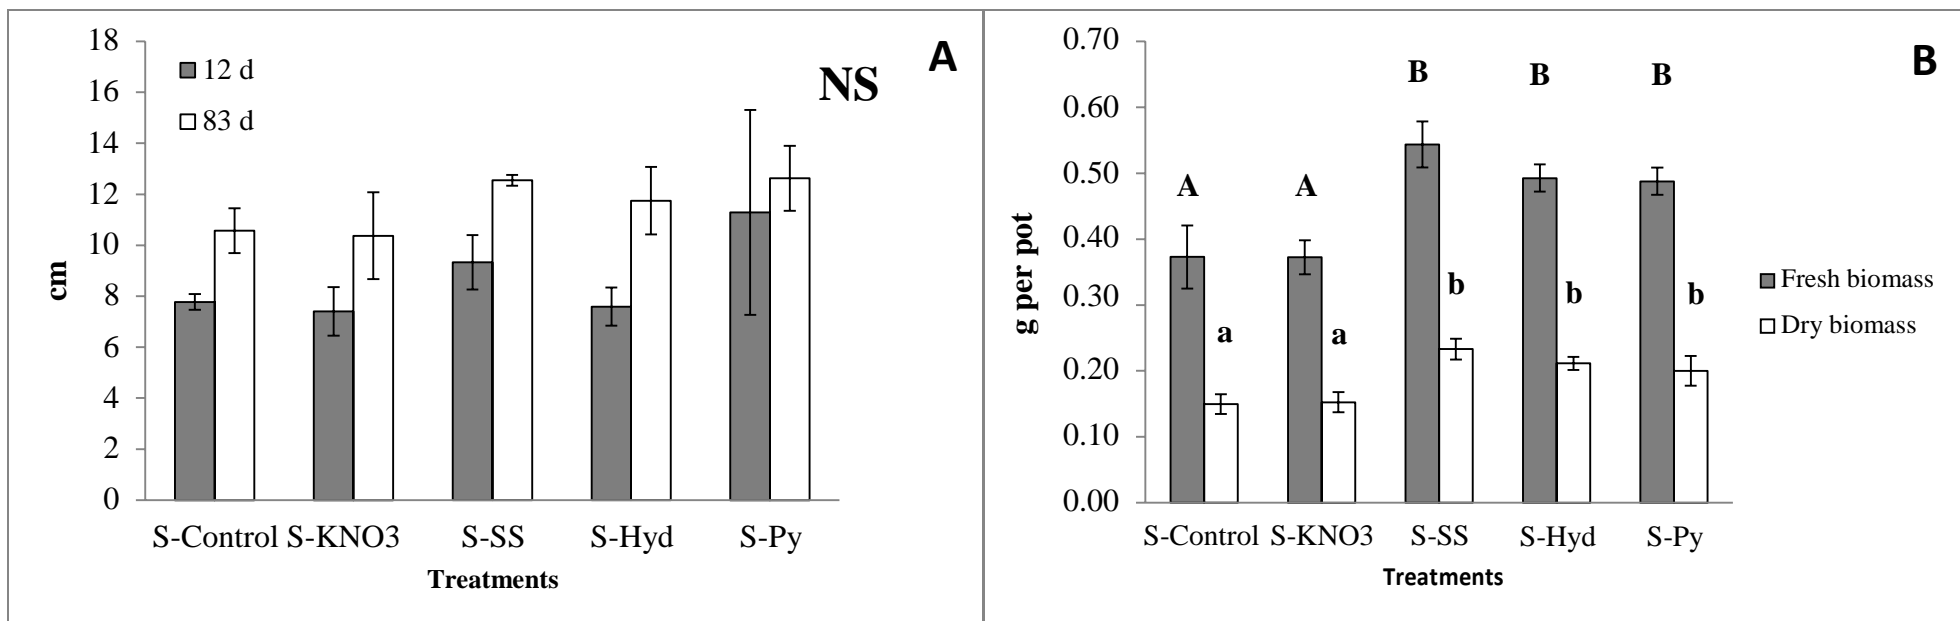 A
NS
12 d
83 d
18
16
14
12
10
8
6
4
2
0
cm
S-Control S-KNO3 S-SS S-Hyd S-Py
Treatments
B
0.70
0.60
0.50
0.40
0.30
0.20
0.10
0.00
g per pot
B B B
A A
b b b
a a
Fresh biomass
Dry biomass
S-Control S-KNO3 S-SS S-Hyd S-Py
Treatments